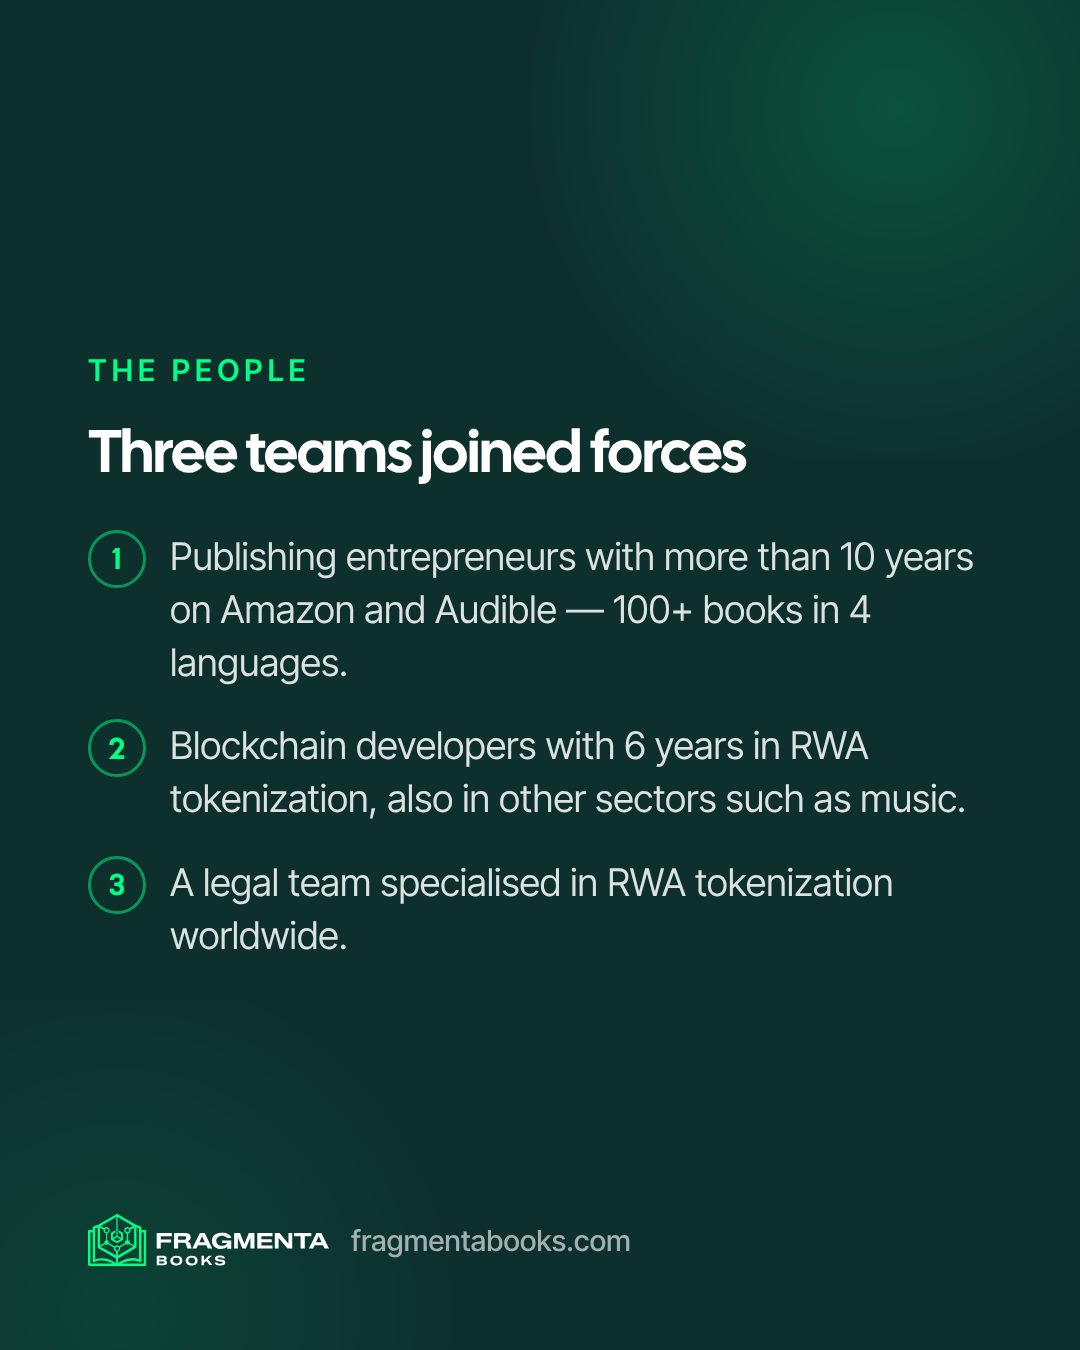 THE PEOPLE
Three teams joined forces
1 Publishing entrepreneurs with more than 10 years
on Amazon and Audible — 100+ books in 4
languages.
2 Blockchain developers with 6 years in RWA
tokenization, also in other sectors such as music.
3 A legal team specialised in RWA tokenization
worldwide.
FRAGMENTA
BOOKS
fragmentabooks.com